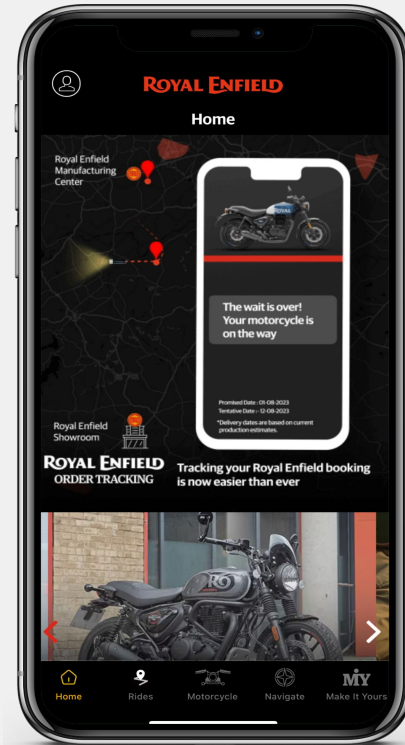 ROYAL ENFIELD
Home
Royal Enfield
Manufacturing
Center
ROYAL
The wait is over!
Your motorcycle is
on the way
Promised Date:- 01-08-2023
Tentative Date:- 12-08-2023
*Delivery dates are based on current
production estimates.
Royal Enfield
Showroom
ROYAL ENFIELD
ORDER TRACKING
Tracking your Royal Enfield booking
is now easier than ever
Home
Rides
Motorcycle
Navigate
MiY
Make It Yours